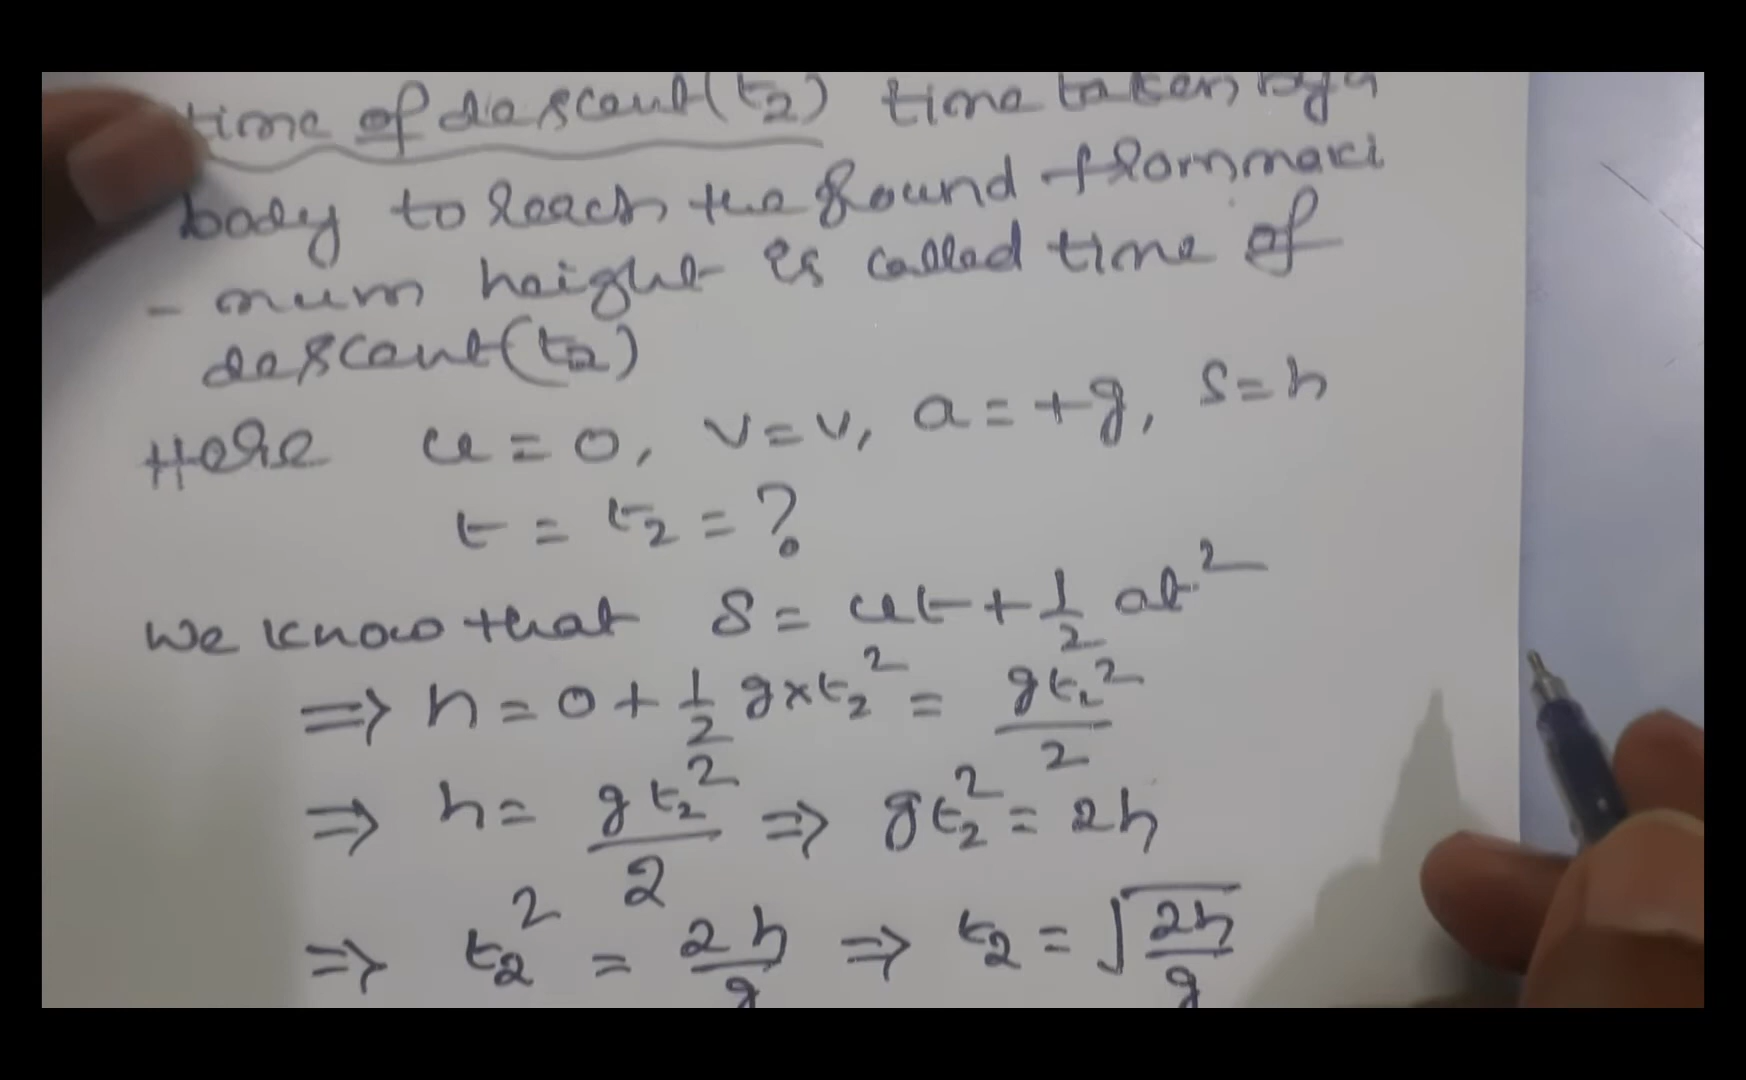 time of descent (t₂) time taken by a
body to reach the ground from maxi
- mum height is called time of
descent (t₂)
Here u = 0, v = v, a = +g, s = h
t = t₂ = ?
We know that s = ut + 1/2 at²
⇒ h = 0 + 1/2 g × t₂² = gt₂²/2
⇒ h = gt₂²/2 ⇒ gt₂² = 2h
⇒ t₂² = 2h/g ⇒ t₂ = √(2h/g)